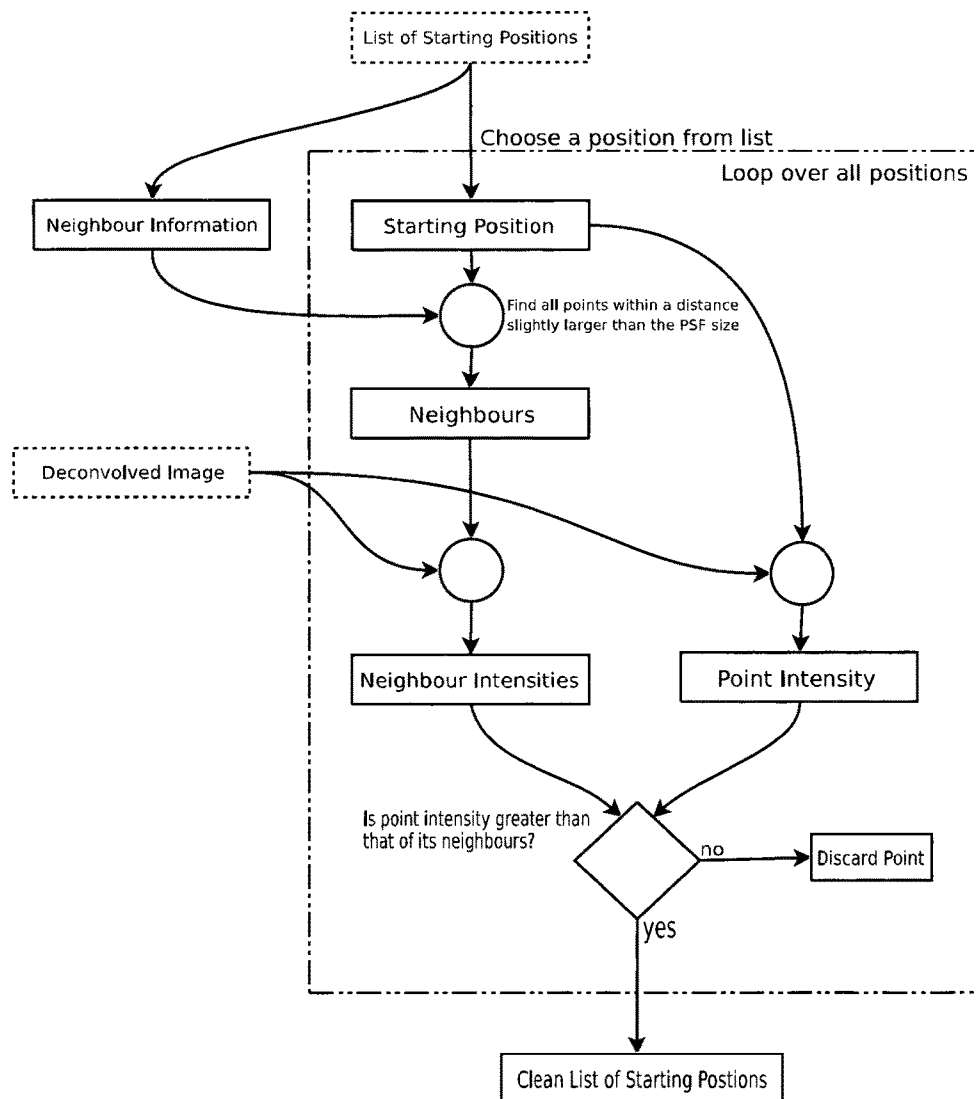 List of Starting Positions
Choose a position from list
Loop over all positions
Neighbour Information
Starting Position
Find all points within a distance
slightly larger than the PSF size
Neighbours
Deconvolved Image
Neighbour Intensities
Point Intensity
Is point intensity greater than
that of its neighbours?
no
Discard Point
yes
Clean List of Starting Postions